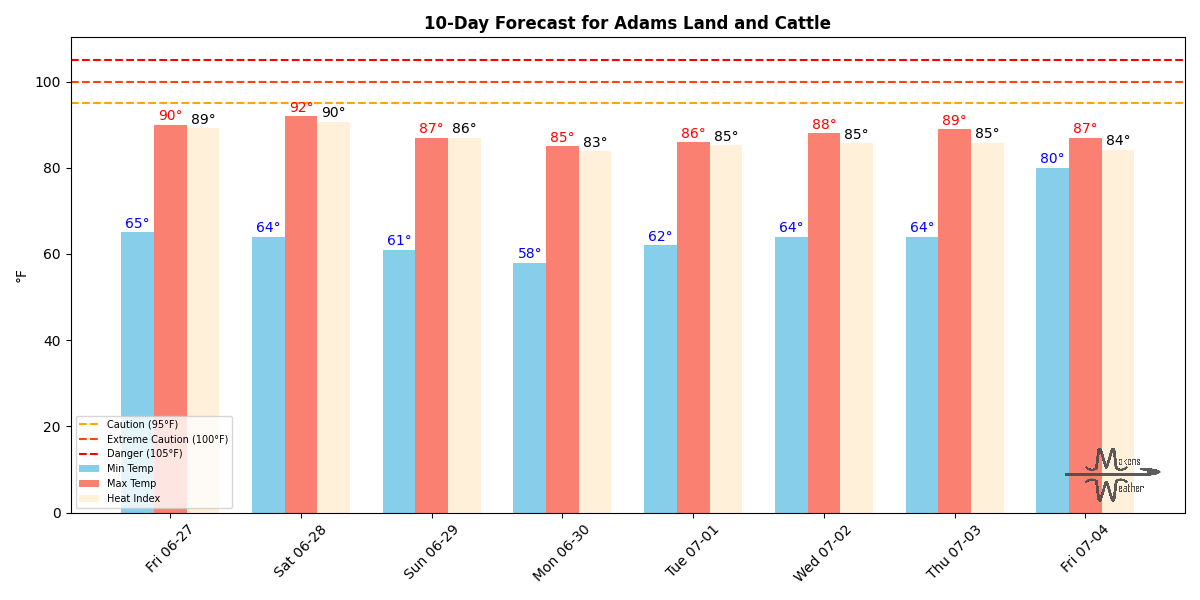 10-Day Forecast for Adams Land and Cattle
°F
100
80
60
40
20
0
65° 90° 89°
64° 92° 90°
61° 87° 86°
58° 85° 83°
62° 86° 85°
64° 88° 85°
64° 89° 85°
80° 87° 84°
Caution (95°F)
Extreme Caution (100°F)
Danger (105°F)
Min Temp
Max Temp
Heat Index
Fri 06-27
Sat 06-28
Sun 06-29
Mon 06-30
Tue 07-01
Wed 07-02
Thu 07-03
Fri 07-04